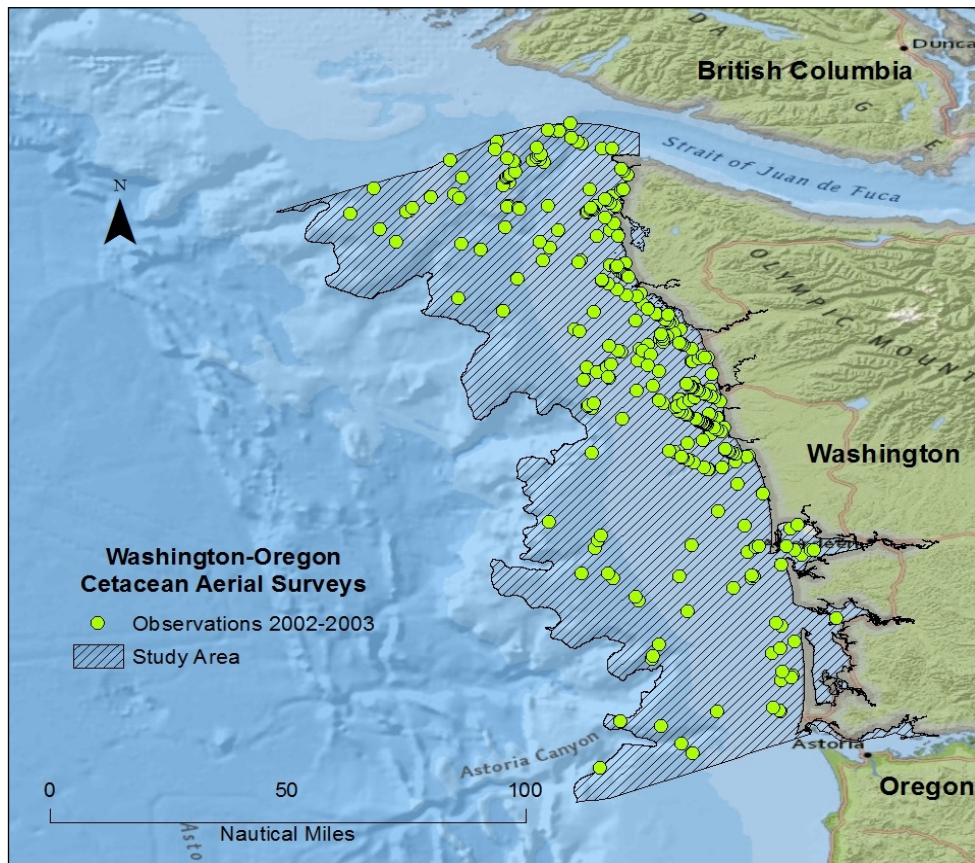 Duncan
British Columbia
D A G E
Strait of Juan de Fuca
N
OLYMPIC MOUNT
Washington
Washington-Oregon
Cetacean Aerial Surveys
Observations 2002-2003
Study Area
Astoria Canyon
Astoria
Oregon
0 50 100
Nautical Miles
Asto